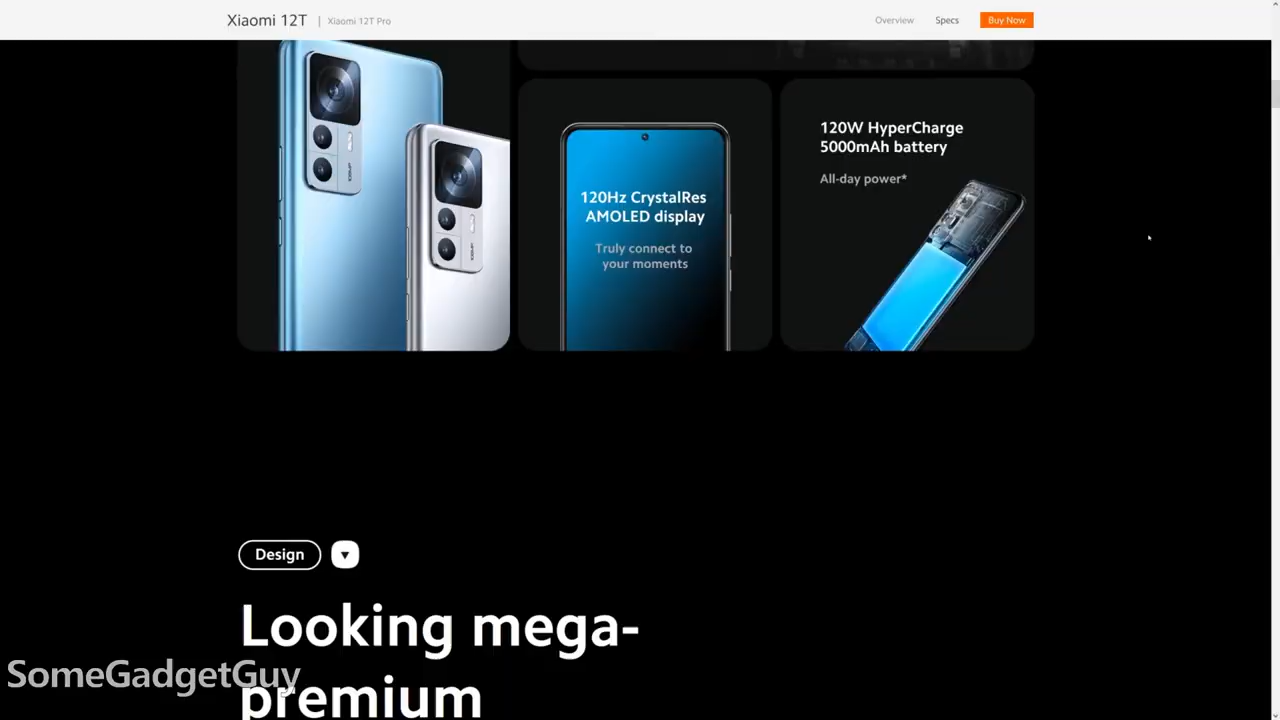 Xiaomi 12T | Xiaomi 12T Pro
Overview Specs Buy Now
120Hz CrystalRes
AMOLED display
Truly connect to
your moments
120W HyperCharge
5000mAh battery
All-day power*
Design
Looking mega-
premium
SomeGadgetGuy